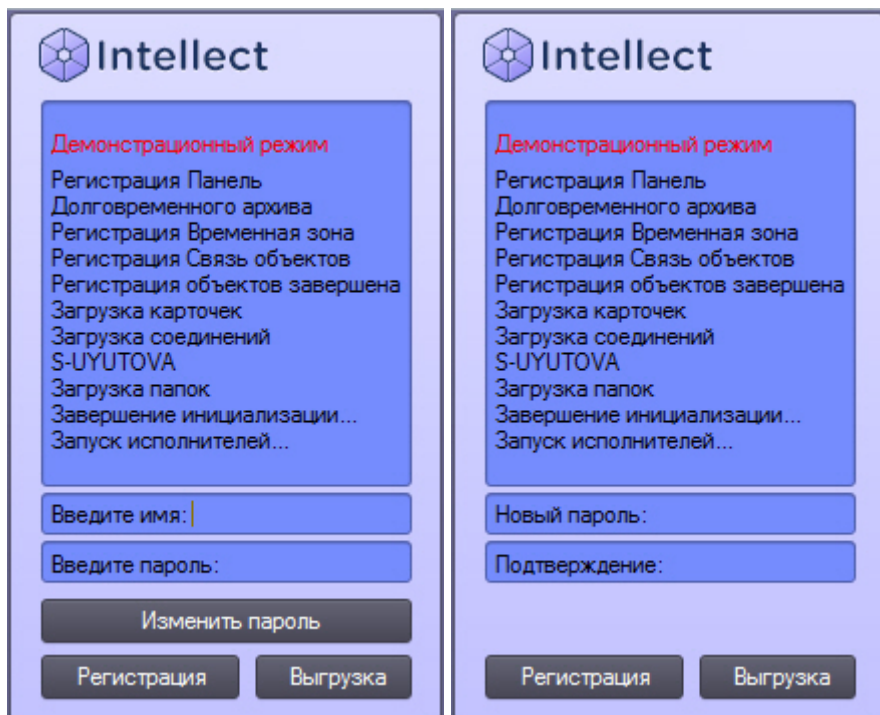 Intellect
Демонстрационный режим
Регистрация Панель
Долговременного архива
Регистрация Временная зона
Регистрация Связь объектов
Регистрация объектов завершена
Загрузка карточек
Загрузка соединений
S-UYUTOVA
Загрузка папок
Завершение инициализации...
Запуск исполнителей...
Введите имя:
Введите пароль:
Изменить пароль
Регистрация Выгрузка
Intellect
Демонстрационный режим
Регистрация Панель
Долговременного архива
Регистрация Временная зона
Регистрация Связь объектов
Регистрация объектов завершена
Загрузка карточек
Загрузка соединений
S-UYUTOVA
Загрузка папок
Завершение инициализации...
Запуск исполнителей...
Новый пароль:
Подтверждение:
Регистрация Выгрузка